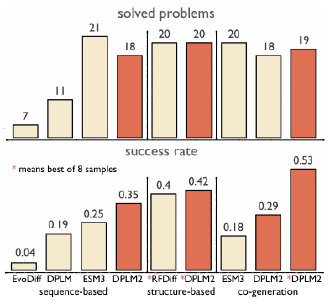 solved problems
7 11 21 18 20 20 20 18 19
success rate
* means best of 8 samples
0.04 0.19 0.25 0.35 0.4 0.42 0.18 0.29 0.53
EvoDiff DPLM ESM3 DPLM2 *RFDiff *DPLM2 ESM3 DPLM2 *DPLM2
sequence-based structure-based co-generation